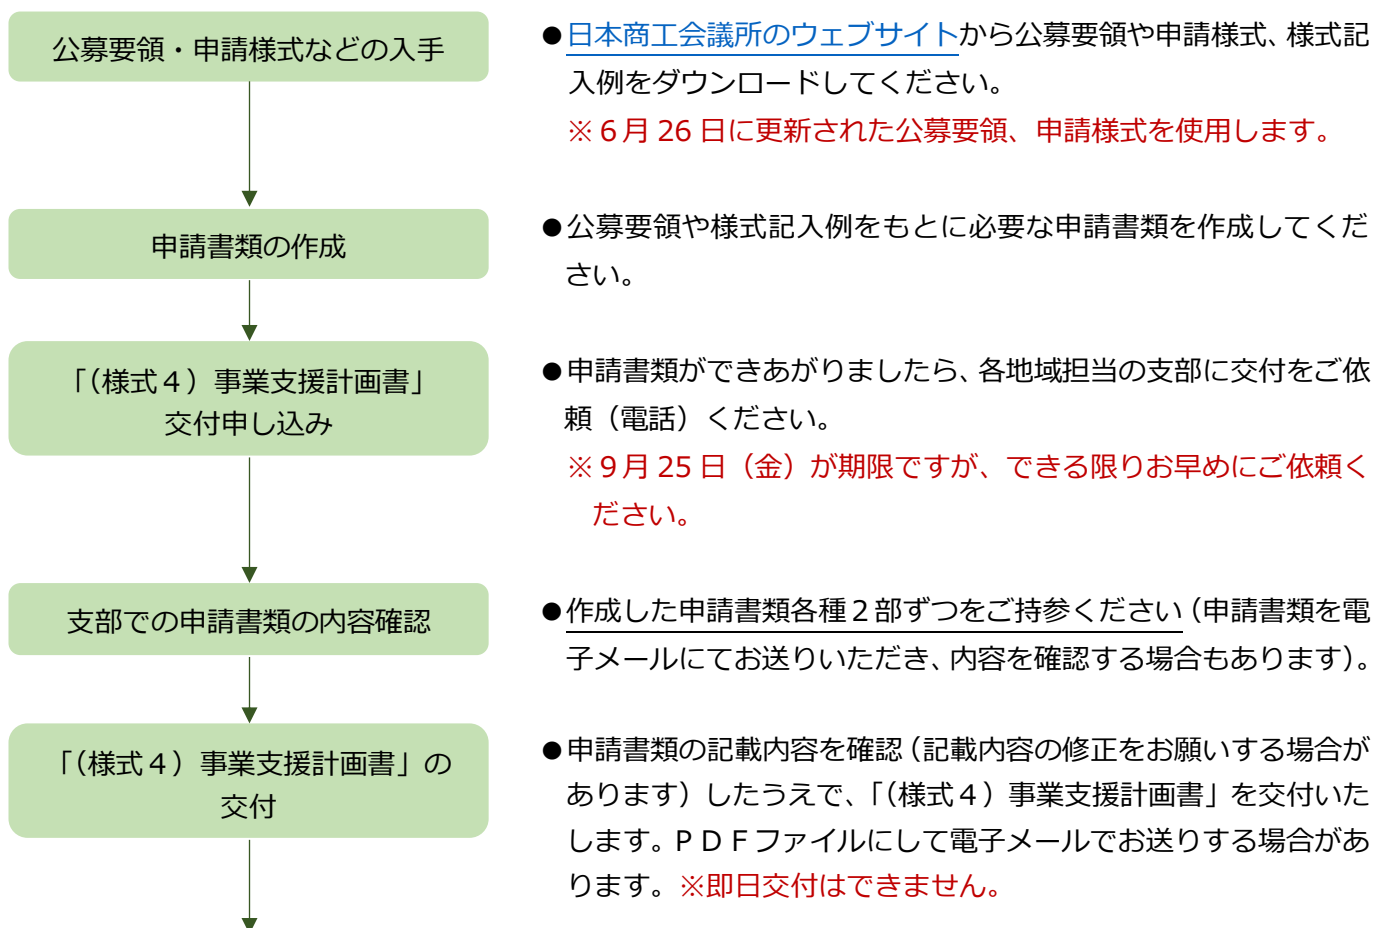 公募要領・申請様式などの入手
●日本商工会議所のウェブサイトから公募要領や申請様式、様式記
入例をダウンロードしてください。
※６月 26 日に更新された公募要領、申請様式を使用します。
申請書類の作成
●公募要領や様式記入例をもとに必要な申請書類を作成してくだ
さい。
「（様式４）事業支援計画書」
交付申し込み
●申請書類ができあがりましたら、各地域担当の支部に交付をご依
頼（電話）ください。
※９月 25 日（金）が期限ですが、できる限りお早めにご依頼く
ださい。
支部での申請書類の内容確認
●作成した申請書類各種２部ずつをご持参ください（申請書類を電
子メールにてお送りいただき、内容を確認する場合もあります）。
「（様式４）事業支援計画書」の
交付
●申請書類の記載内容を確認（記載内容の修正をお願いする場合が
あります）したうえで、「（様式４）事業支援計画書」を交付いた
します。ＰＤＦファイルにして電子メールでお送りする場合があ
ります。※即日交付はできません。